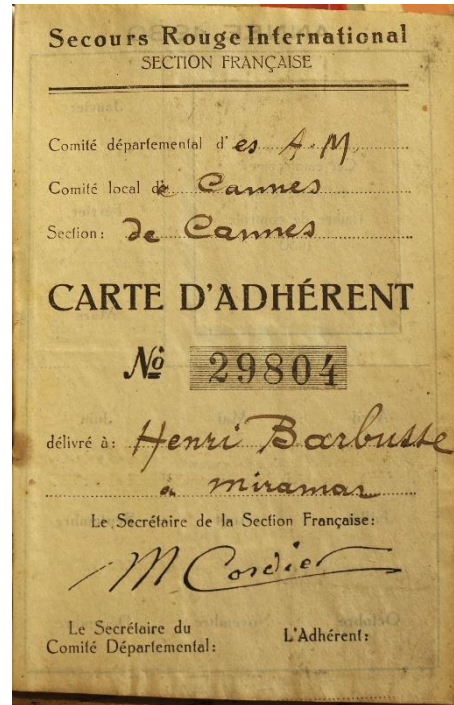 Secours Rouge International
SECTION FRANÇAISE
Comité départemental d'es A. M.
Comité local de Cannes
Section: de Cannes
CARTE D'ADHÉRENT
Nº 29804
délivré à: Henri Barbusse
à miramar
Le Secrétaire de la Section Française:
M Cordier
Le Secrétaire du
Comité Départemental:
L'Adhérent: